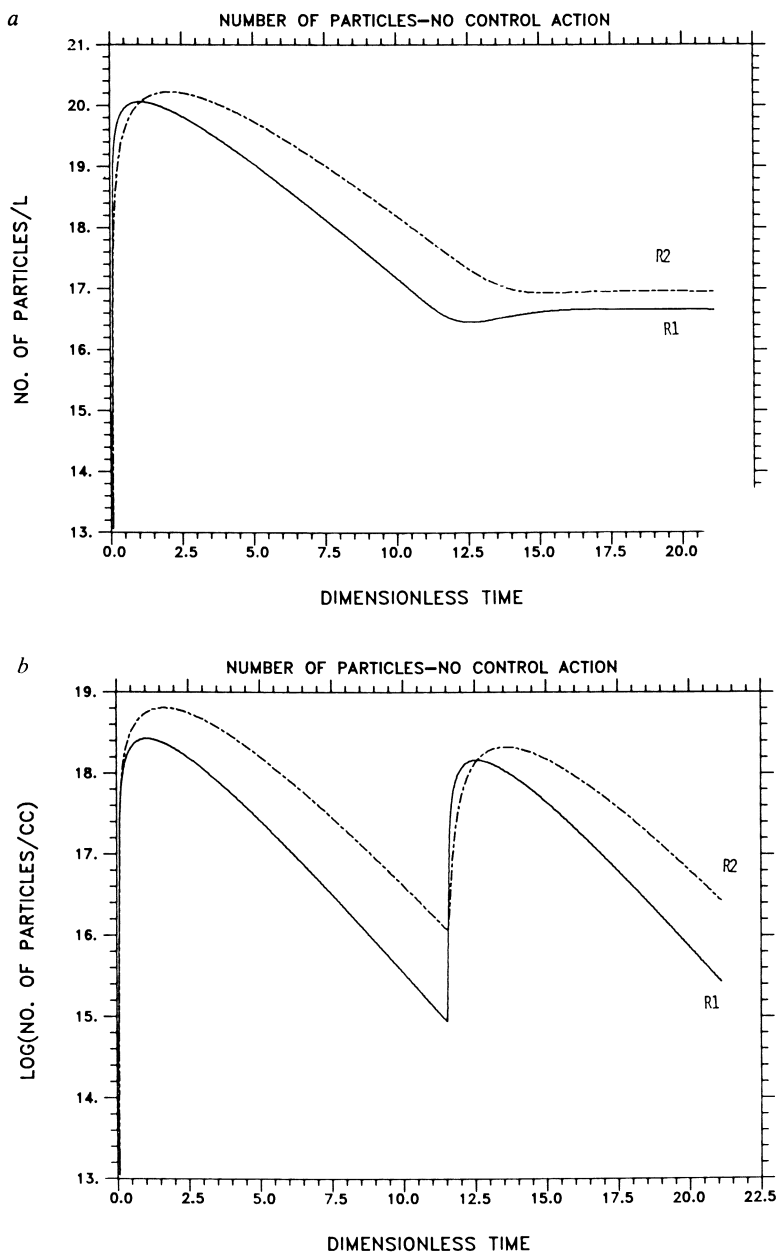 a
NUMBER OF PARTICLES—NO CONTROL ACTION
21.
20.
19.
18.
17.
16.
15.
14.
13.
NO. OF PARTICLES/L
R2
R1
0.0 2.5 5.0 7.5 10.0 12.5 15.0 17.5 20.0
DIMENSIONLESS TIME
b
NUMBER OF PARTICLES—NO CONTROL ACTION
19.
18.
17.
16.
15.
14.
13.
LOG(NO. OF PARTICLES/CC)
R2
R1
0.0 2.5 5.0 7.5 10.0 12.5 15.0 17.5 20.0 22.5
DIMENSIONLESS TIME